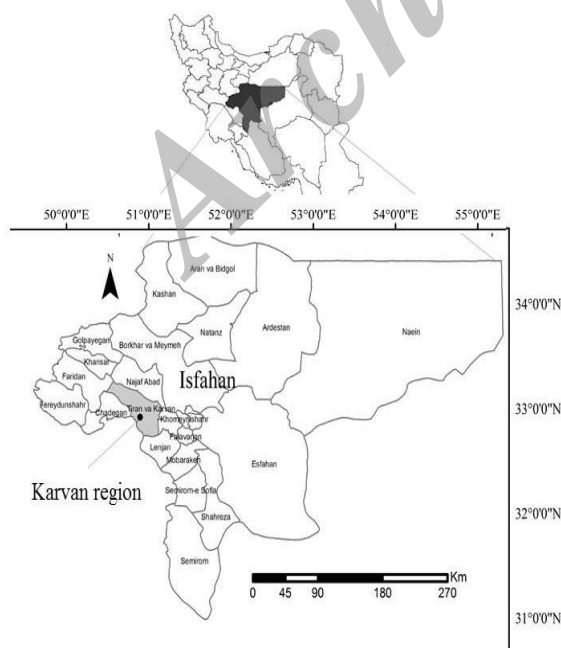 Arch
50°0'0"E 51°0'0"E 52°0'0"E 53°0'0"E 54°0'0"E 55°0'0"E
N
Aran va Bidgol
Kashan
34°0'0"N
Natanz
Ardestan
Naein
Golpayegan
Borkhar va Meymeh
Khansar
Faridan
Najaf Abad
Isfahan
Fereydunshahr
Chadegan
Tiran va Karvan
Khomeynishahr
33°0'0"N
Falavarjan
Lenjan
Mobarakeh
Esfahan
Karvan region
Semirom-e Sofla
Shahreza
32°0'0"N
Semirom
Km
0 45 90 180 270
31°0'0"N